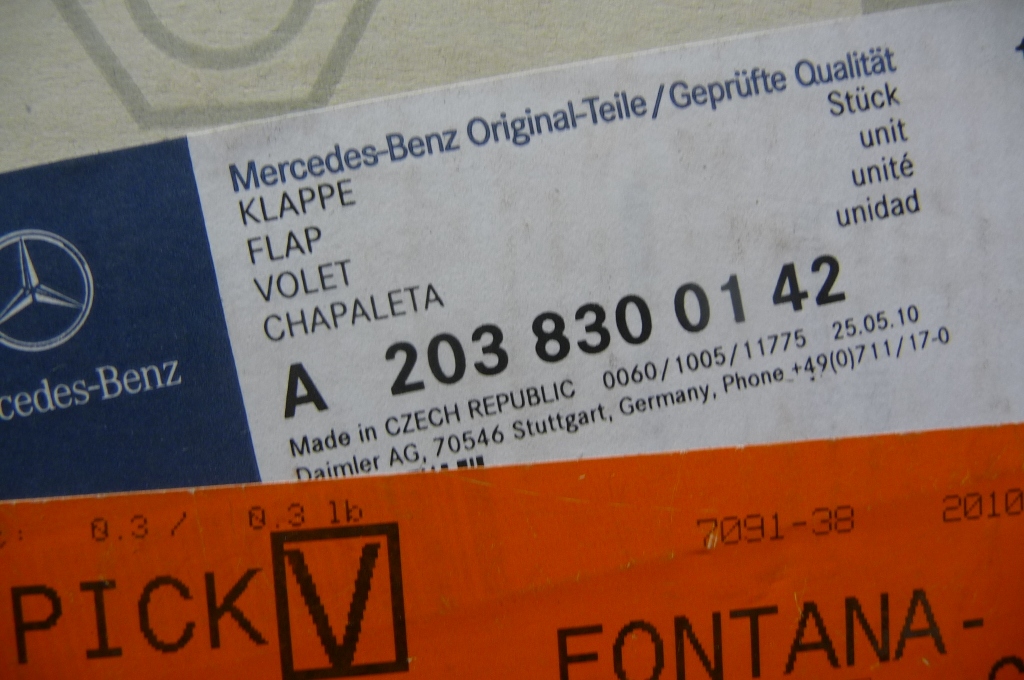 Mercedes-Benz Original-Teile / Geprüfte Qualität
KLAPPE Stück
FLAP unit
VOLET unité
CHAPALETA unidad
A 203 830 01 42
Made in CZECH REPUBLIC 0060/1005/11775 25.05.10
Daimler AG, 70546 Stuttgart, Germany, Phone +49(0)711/17-0
cedes-Benz
0.3 / 0.3 lb 7091-38 2010
PICK V FONTANA-